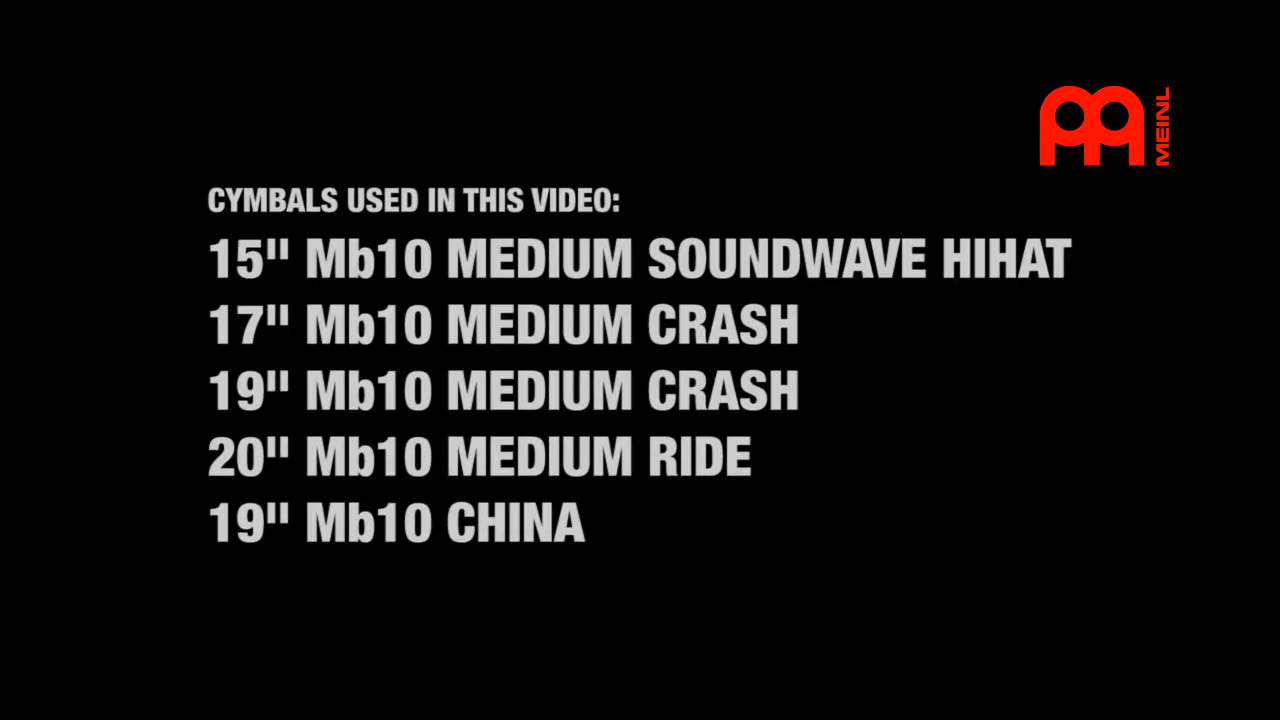 MEINL
CYMBALS USED IN THIS VIDEO:
15" Mb10 MEDIUM SOUNDWAVE HIHAT
17" Mb10 MEDIUM CRASH
19" Mb10 MEDIUM CRASH
20" Mb10 MEDIUM RIDE
19" Mb10 CHINA